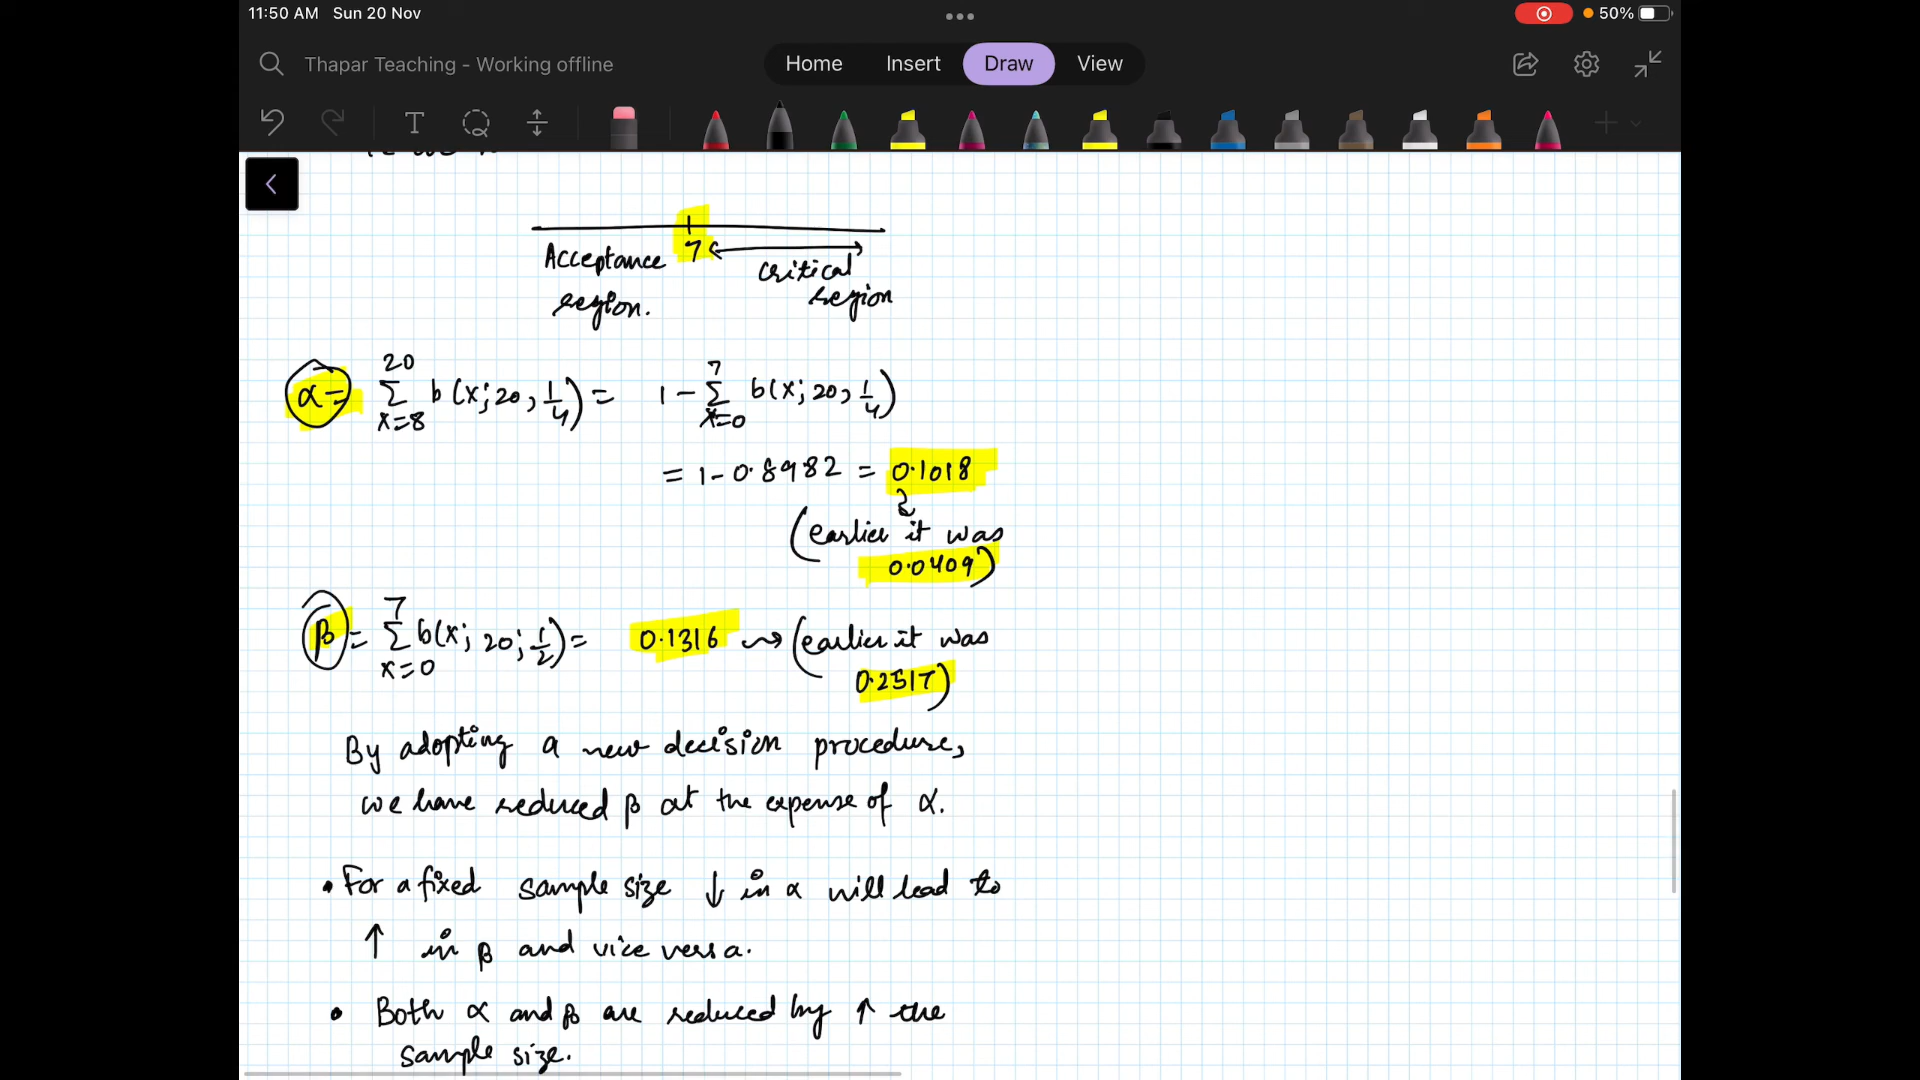 11:50 AM Sun 20 Nov
50%
Thapar Teaching - Working offline
Home Insert Draw View
7
Acceptance region.
critical region
α = 20 Σ x=8 b(x; 20, 1/4) = 1 - 7 Σ x=0 b(x; 20, 1/4)
= 1 - 0.8982 = 0.1018
(earlier it was
0.0409)
β = 7 Σ x=0 b(x; 20; 1/2) = 0.1316 ⇝ (earlier it was
0.2517)
By adopting a new decision procedure,
we have reduced β at the expense of α.
• For a fixed sample size ↓ in α will lead to
↑ in β and vice versa.
• Both α and β are reduced by ↑ the
sample size.